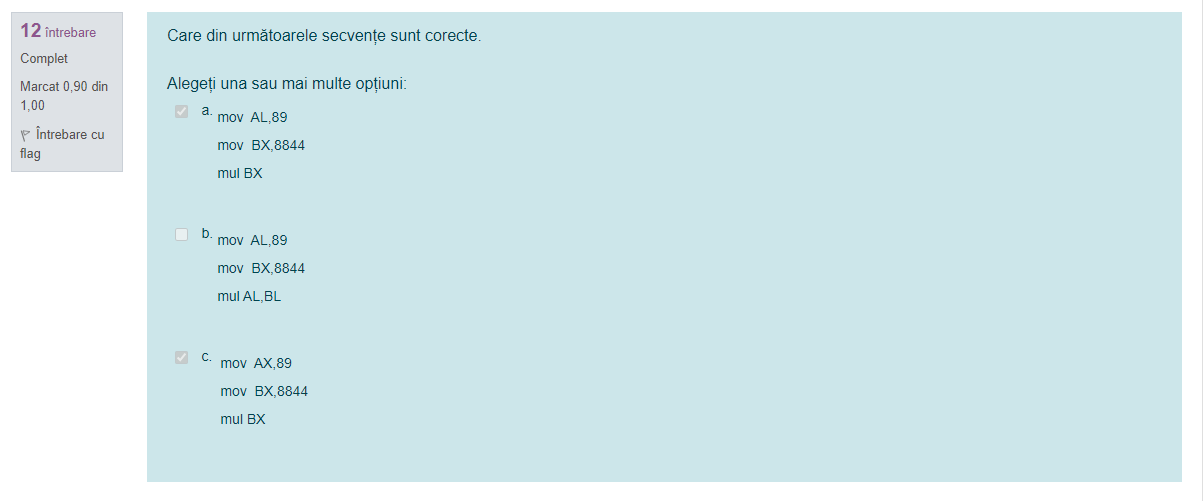 12 întrebare
Complet
Marcat 0,90 din
1,00
Întrebare cu
flag
Care din următoarele secvențe sunt corecte.
Alegeți una sau mai multe opțiuni:
a. mov AL,89
mov BX,8844
mul BX
b. mov AL,89
mov BX,8844
mul AL,BL
c. mov AX,89
mov BX,8844
mul BX